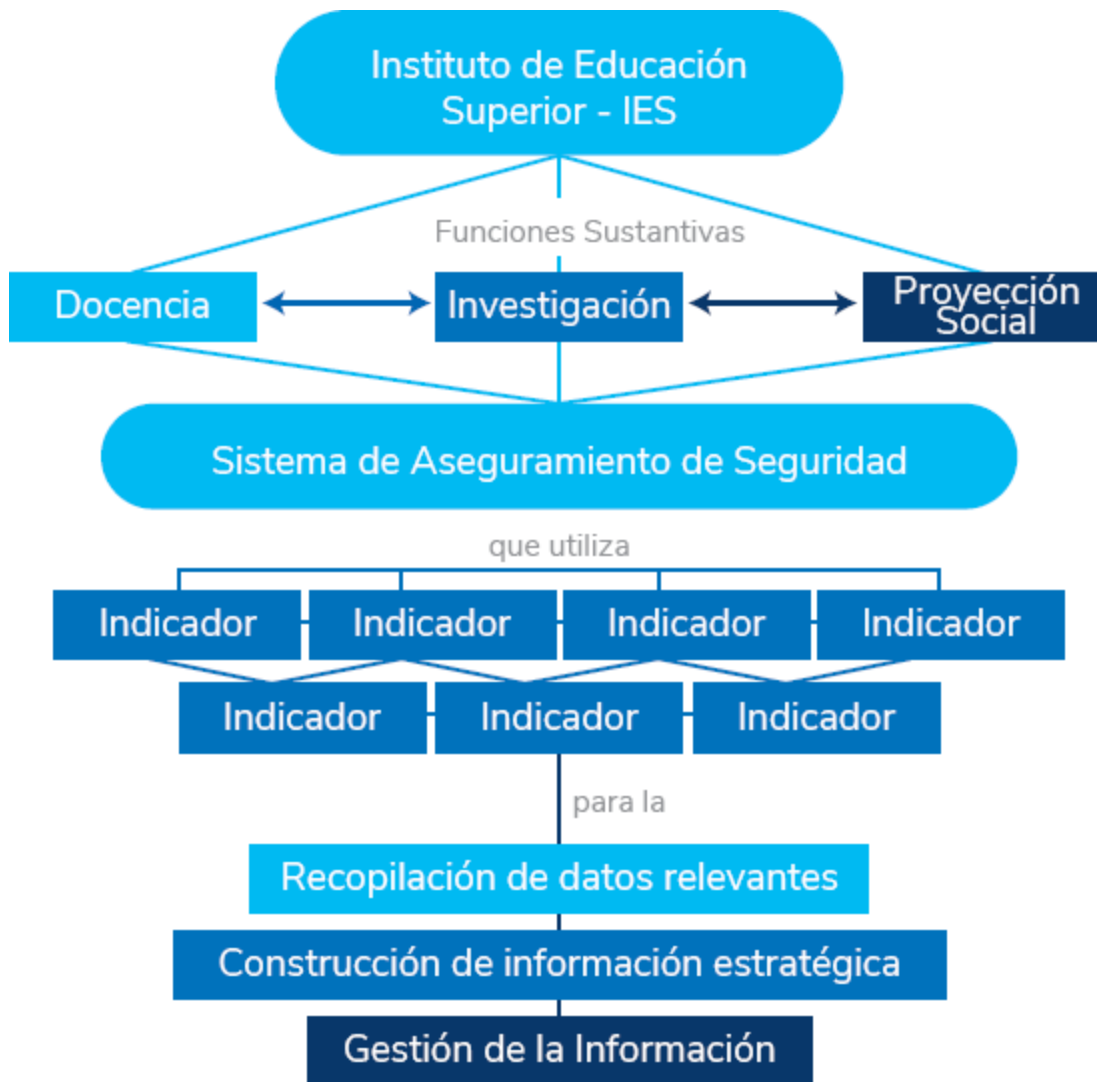 Instituto de Educación
Superior - IES
Funciones Sustantivas
Docencia
Investigación
Proyección
Social
Sistema de Aseguramiento de Seguridad
que utiliza
Indicador
Indicador
Indicador
Indicador
Indicador
Indicador
Indicador
para la
Recopilación de datos relevantes
Construcción de información estratégica
Gestión de la Información